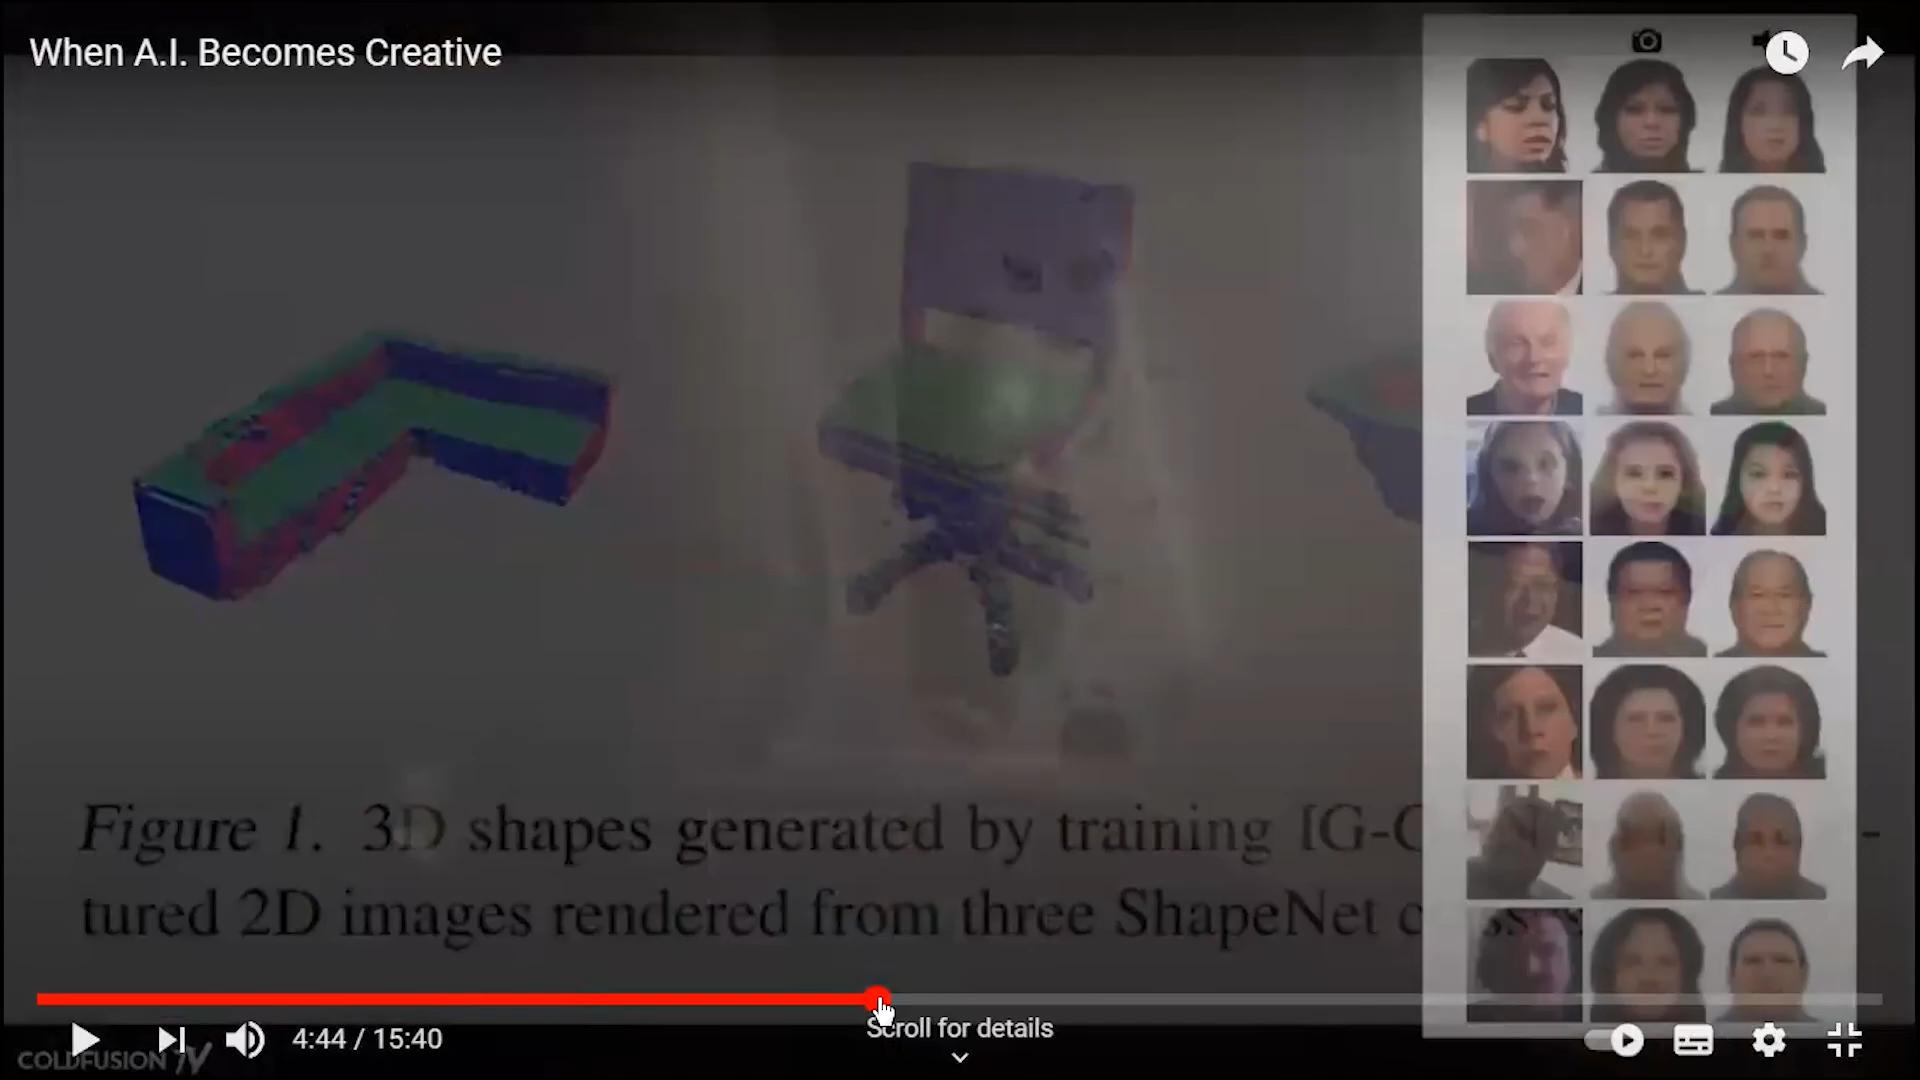 When A.I. Becomes Creative
Figure 1. 3D shapes generated by training IG-
tured 2D images rendered from three ShapeNet
4:44 / 15:40
Scroll for details
COLDFUSION TV